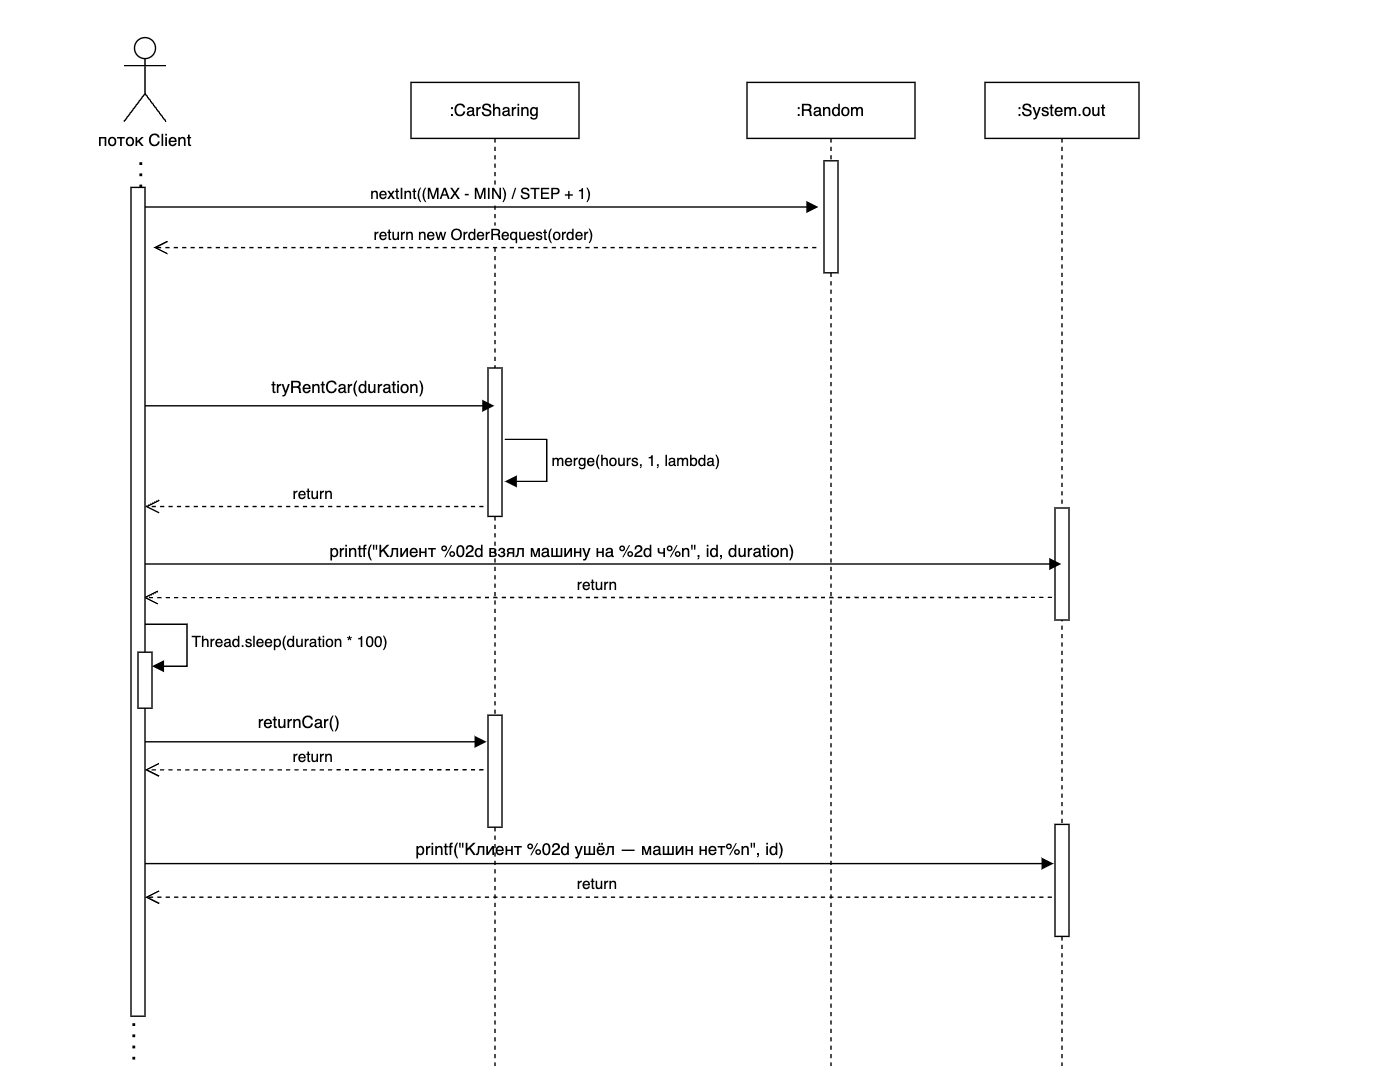 поток Client
:CarSharing
:Random
:System.out
nextInt((MAX - MIN) / STEP + 1)
return new OrderRequest(order)
tryRentCar(duration)
merge(hours, 1, lambda)
return
printf("Клиент %02d взял машину на %2d ч%n", id, duration)
return
Thread.sleep(duration * 100)
returnCar()
return
printf("Клиент %02d ушёл — машин нет%n", id)
return